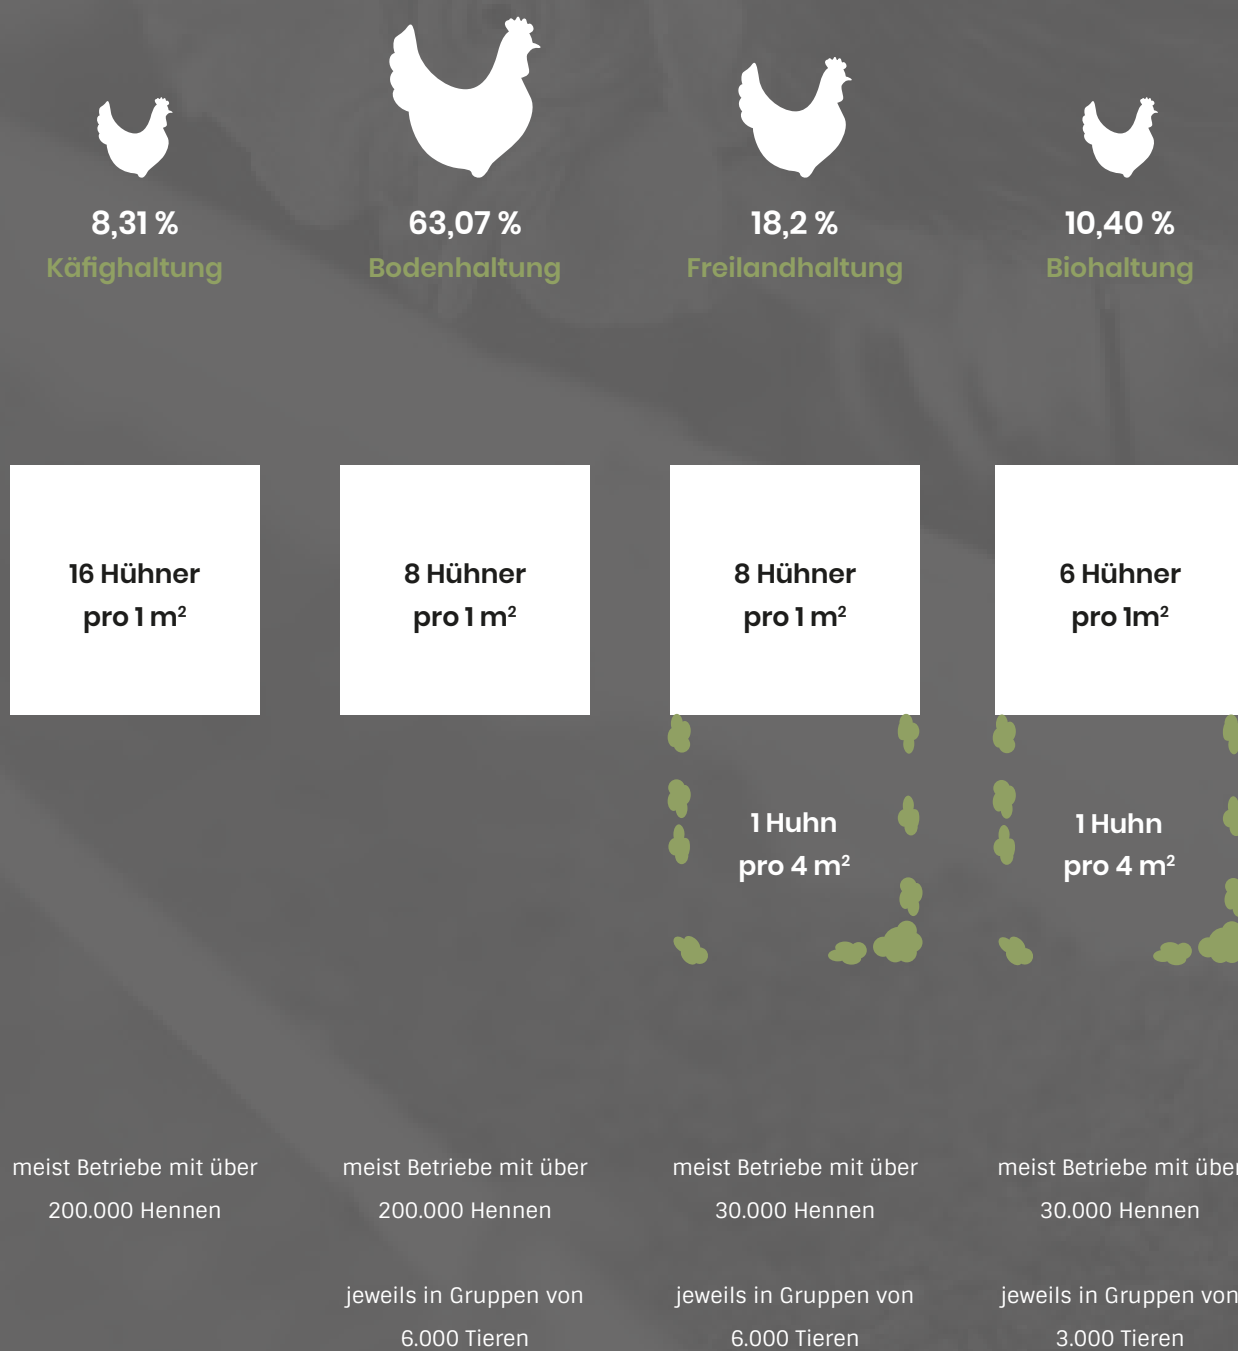 8,31 %
Käfighaltung
63,07 %
Bodenhaltung
18,2 %
Freilandhaltung
10,40 %
Biohaltung
16 Hühner
pro 1 m²
8 Hühner
pro 1 m²
8 Hühner
pro 1 m²
6 Hühner
pro 1m²
1 Huhn
pro 4 m²
1 Huhn
pro 4 m²
meist Betriebe mit über
200.000 Hennen
meist Betriebe mit über
200.000 Hennen
jeweils in Gruppen von
6.000 Tieren
meist Betriebe mit über
30.000 Hennen
jeweils in Gruppen von
6.000 Tieren
meist Betriebe mit über
30.000 Hennen
jeweils in Gruppen von
3.000 Tieren